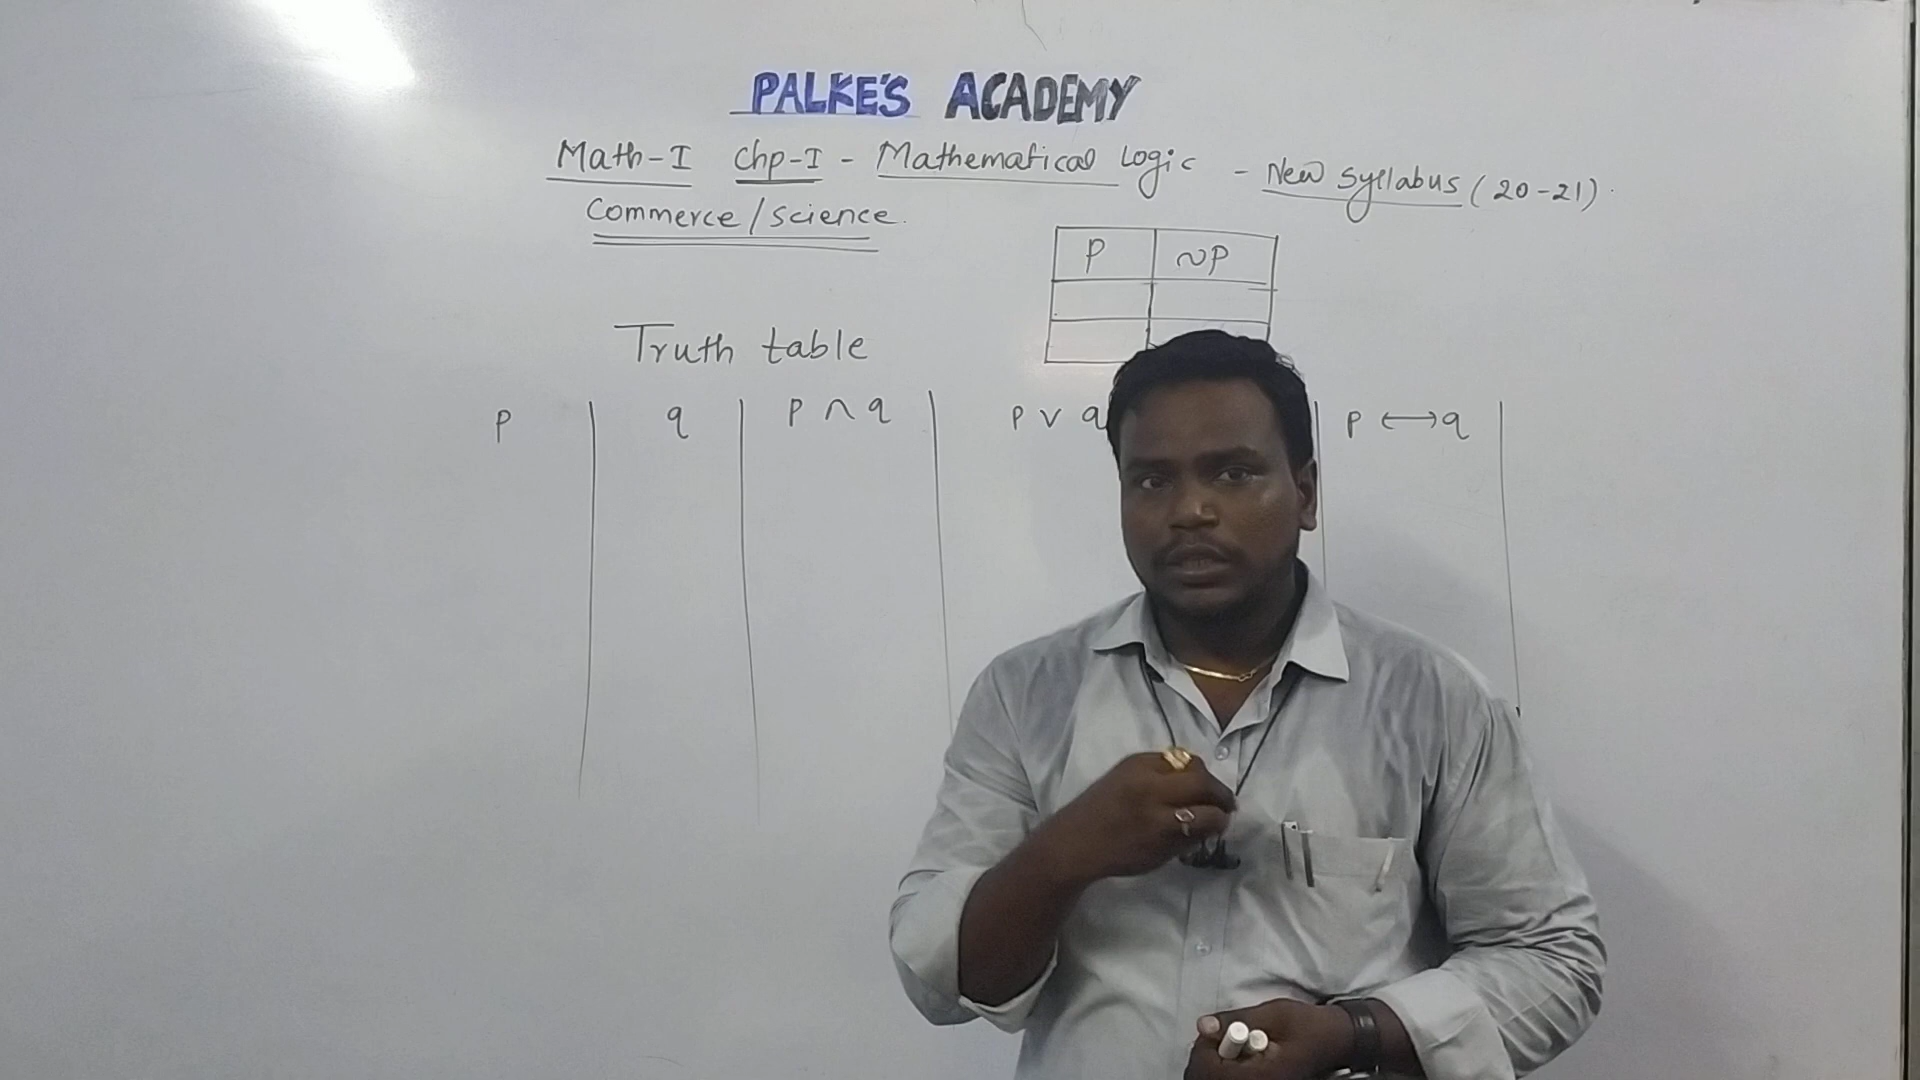 PALKE'S ACADEMY
Math-I Chp-I - Mathematical Logic - New Syllabus (20-21).
Commerce/Science.
p ~p
Truth table
p q p ∧ q p ∨ q p ↔ q